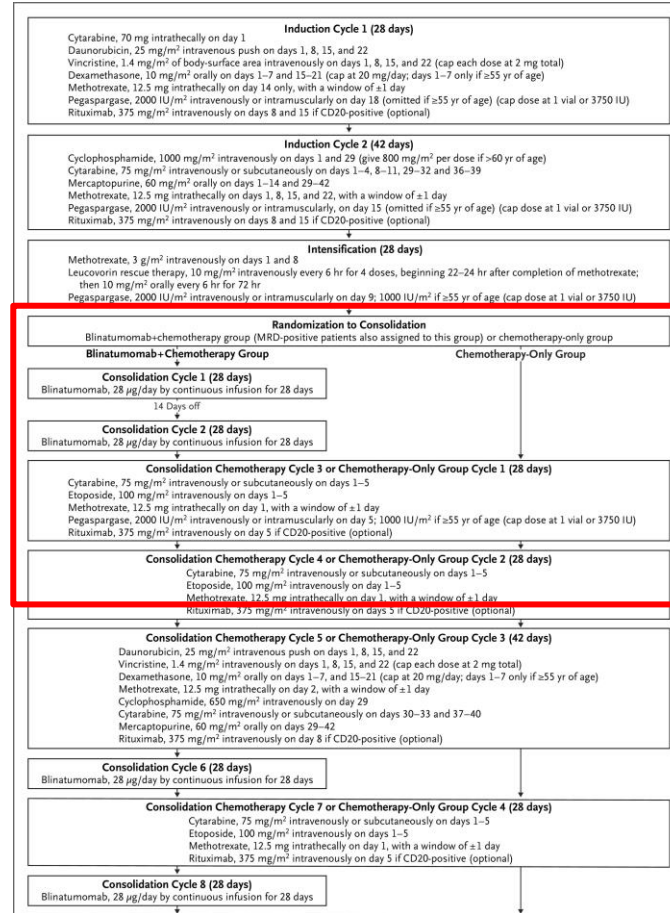 Induction Cycle 1 (28 days)
Cytarabine, 70 mg intrathecally on day 1
Daunorubicin, 25 mg/m² intravenous push on days 1, 8, 15, and 22
Vincristine, 1.4 mg/m² of body-surface area intravenously on days 1, 8, 15, and 22 (cap each dose at 2 mg total)
Dexamethasone, 10 mg/m² orally on days 1–7 and 15–21 (cap at 20 mg/day; days 1–7 only if ≥55 yr of age)
Methotrexate, 12.5 mg intrathecally on day 14 only, with a window of ±1 day
Pegaspargase, 2000 IU/m² intravenously or intramuscularly on day 18 (omitted if ≥55 yr of age) (cap dose at 1 vial or 3750 IU)
Rituximab, 375 mg/m² on days 8 and 15 if CD20-positive (optional)
Induction Cycle 2 (42 days)
Cyclophosphamide, 1000 mg/m² intravenously on days 1 and 29 (give 800 mg/m² per dose if >60 yr of age)
Cytarabine, 75 mg/m² intravenously or subcutaneously on days 1–4, 8–11, 29–32 and 36–39
Mercaptopurine, 60 mg/m² orally on days 1–14 and 29–42
Methotrexate, 12.5 mg intrathecally on days 1, 8, 15, and 22, with a window of ±1 day
Pegaspargase, 2000 IU/m² intravenously or intramuscularly, on day 15 (omitted if ≥55 yr of age) (cap dose at 1 vial or 3750 IU)
Rituximab, 375 mg/m² on days 8 and 15 if CD20-positive (optional)
Intensification (28 days)
Methotrexate, 3 g/m² intravenously on days 1 and 8
Leucovorin rescue therapy, 10 mg/m² intravenously every 6 hr for 4 doses, beginning 22–24 hr after completion of methotrexate;
then 10 mg/m² orally every 6 hr for 72 hr
Pegaspargase, 2000 IU/m² intravenously or intramuscularly on day 9; 1000 IU/m² if ≥55 yr of age (cap dose at 1 vial or 3750 IU)
Randomization to Consolidation
Blinatumomab+chemotherapy group (MRD-positive patients also assigned to this group) or chemotherapy-only group
Blinatumomab+Chemotherapy Group
Chemotherapy-Only Group
Consolidation Cycle 1 (28 days)
Blinatumomab, 28 μg/day by continuous infusion for 28 days
14 Days off
Consolidation Cycle 2 (28 days)
Blinatumomab, 28 μg/day by continuous infusion for 28 days
Consolidation Chemotherapy Cycle 3 or Chemotherapy-Only Group Cycle 1 (28 days)
Cytarabine, 75 mg/m² intravenously or subcutaneously on days 1–5
Etoposide, 100 mg/m² intravenously on days 1–5
Methotrexate, 12.5 mg intrathecally on day 1, with a window of ±1 day
Pegaspargase, 2000 IU/m² intravenously or intramuscularly on day 5; 1000 IU/m² if ≥55 yr of age (cap dose at 1 vial or 3750 IU)
Rituximab, 375 mg/m² on day 5 if CD20-positive (optional)
Consolidation Chemotherapy Cycle 4 or Chemotherapy-Only Group Cycle 2 (28 days)
Cytarabine, 75 mg/m² intravenously or subcutaneously on days 1–5
Etoposide, 100 mg/m² intravenously on day 1–5
Methotrexate, 12.5 mg intrathecally on day 1, with a window of ±1 day
Rituximab, 375 mg/m² intravenously on days 5 if CD20-positive (optional)
Consolidation Chemotherapy Cycle 5 or Chemotherapy-Only Group Cycle 3 (42 days)
Daunorubicin, 25 mg/m² intravenous push on days 1, 8, 15, and 22
Vincristine, 1.4 mg/m² intravenously on days 1, 8, 15, and 22 (cap each dose at 2 mg total)
Dexamethasone, 10 mg/m² orally on days 1–7, and 15–21 (cap at 20 mg/day; days 1–7 only if ≥55 yr of age)
Methotrexate, 12.5 mg intrathecally on day 2, with a window of ±1 day
Cyclophosphamide, 650 mg/m² intravenously on day 29
Cytarabine, 75 mg/m² intravenously or subcutaneously on days 30–33 and 37–40
Mercaptopurine, 60 mg/m² orally on days 29–42
Rituximab, 375 mg/m² intravenously on day 8 if CD20-positive (optional)
Consolidation Cycle 6 (28 days)
Blinatumomab, 28 μg/day by continuous infusion for 28 days
Consolidation Chemotherapy Cycle 7 or Chemotherapy-Only Group Cycle 4 (28 days)
Cytarabine, 75 mg/m² intravenously or subcutaneously on days 1–5
Etoposide, 100 mg/m² intravenously on days 1–5
Methotrexate, 12.5 mg intrathecally on day 1, with a window of ±1 day
Rituximab, 375 mg/m² intravenously on day 5 if CD20-positive (optional)
Consolidation Cycle 8 (28 days)
Blinatumomab, 28 μg/day by continuous infusion for 28 days